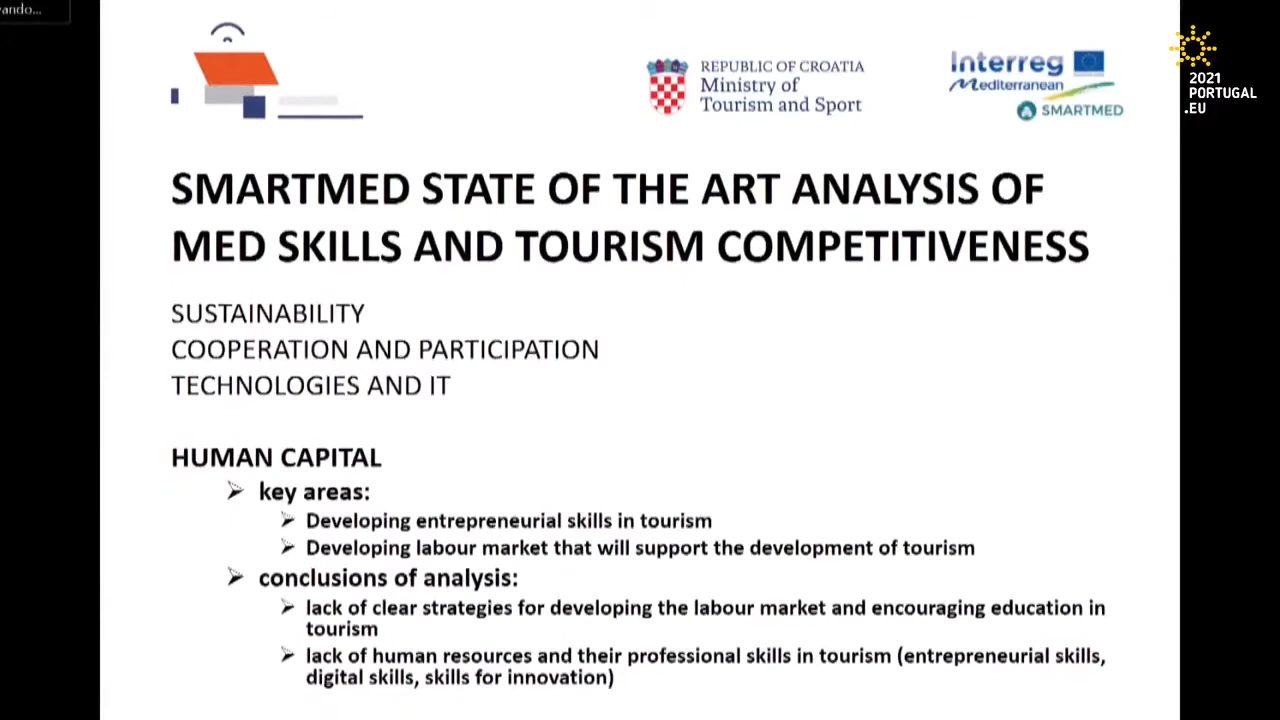 ando...
REPUBLIC OF CROATIA
Ministry of
Tourism and Sport
Interreg
Mediterranean
SMARTMED
2021
PORTUGAL
.EU
SMARTMED STATE OF THE ART ANALYSIS OF
MED SKILLS AND TOURISM COMPETITIVENESS
SUSTAINABILITY
COOPERATION AND PARTICIPATION
TECHNOLOGIES AND IT
HUMAN CAPITAL
key areas:
Developing entrepreneurial skills in tourism
Developing labour market that will support the development of tourism
conclusions of analysis:
lack of clear strategies for developing the labour market and encouraging education in
tourism
lack of human resources and their professional skills in tourism (entrepreneurial skills,
digital skills, skills for innovation)